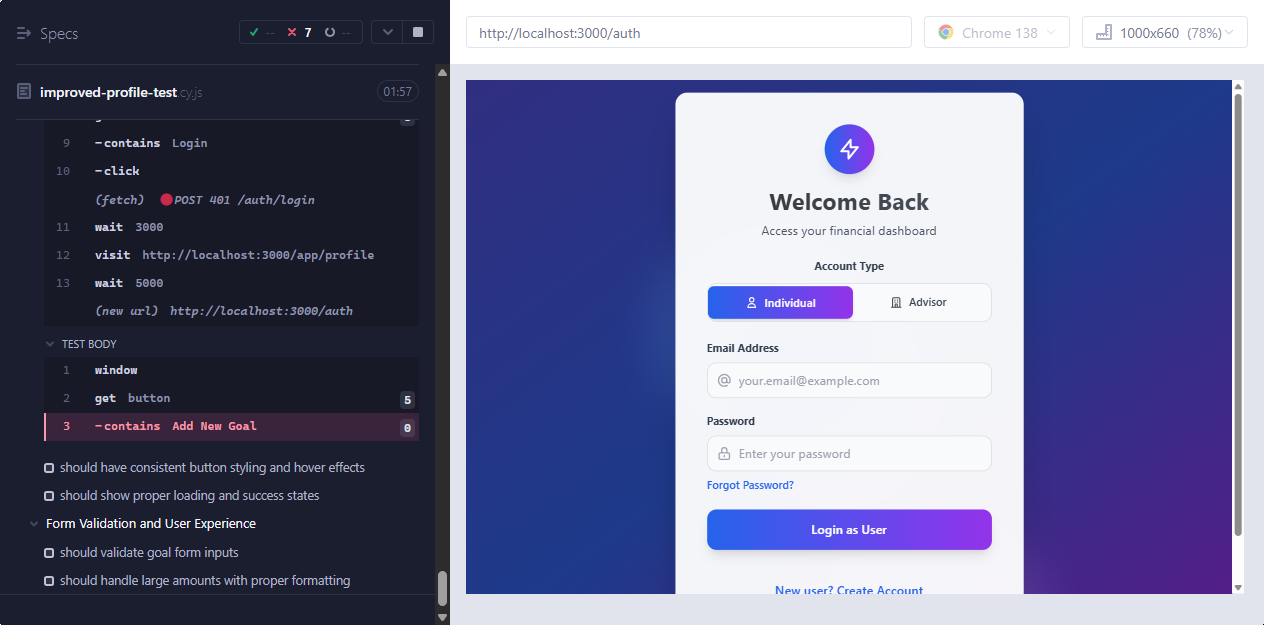 Specs
-- 7 --
improved-profile-test.cy.js 01:57
9 -contains Login
10 -click
(fetch) POST 401 /auth/login
11 wait 3000
12 visit http://localhost:3000/app/profile
13 wait 5000
(new url) http://localhost:3000/auth
TEST BODY
1 window
2 get button 5
3 -contains Add New Goal 0
should have consistent button styling and hover effects
should show proper loading and success states
Form Validation and User Experience
should validate goal form inputs
should handle large amounts with proper formatting
http://localhost:3000/auth
Chrome 138
1000x660 (78%)
Welcome Back
Access your financial dashboard
Account Type
Individual
Advisor
Email Address
your.email@example.com
Password
Enter your password
Forgot Password?
Login as User
New user? Create Account